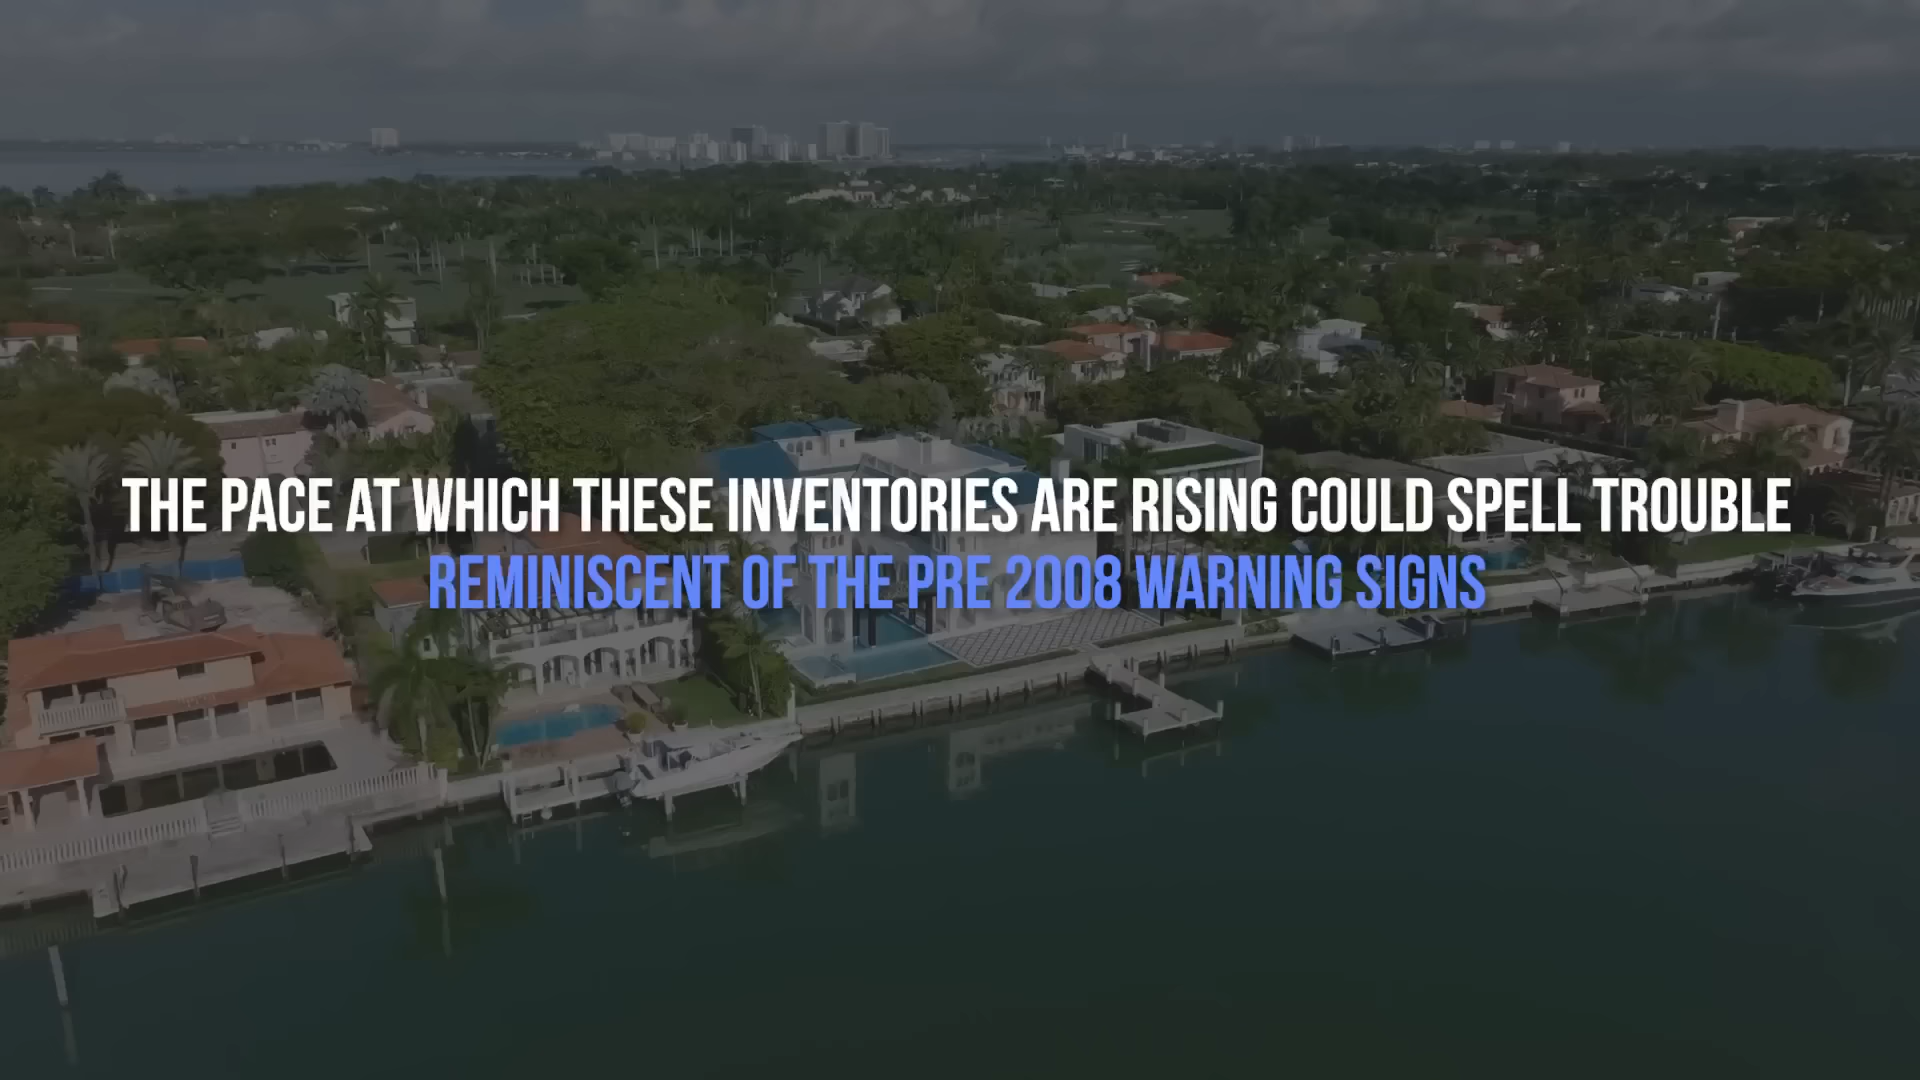 THE PACE AT WHICH THESE INVENTORIES ARE RISING COULD SPELL TROUBLE
REMINISCENT OF THE PRE 2008 WARNING SIGNS